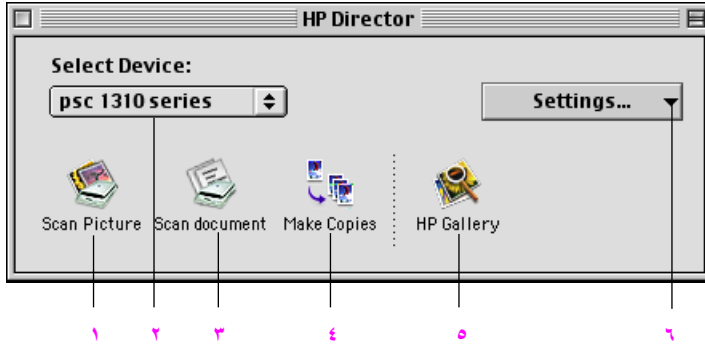 HP Director
Select Device:
psc 1310 series
Settings...
Scan Picture Scan document Make Copies HP Gallery
١ ٢ ٣ ٤ ٥ ٦